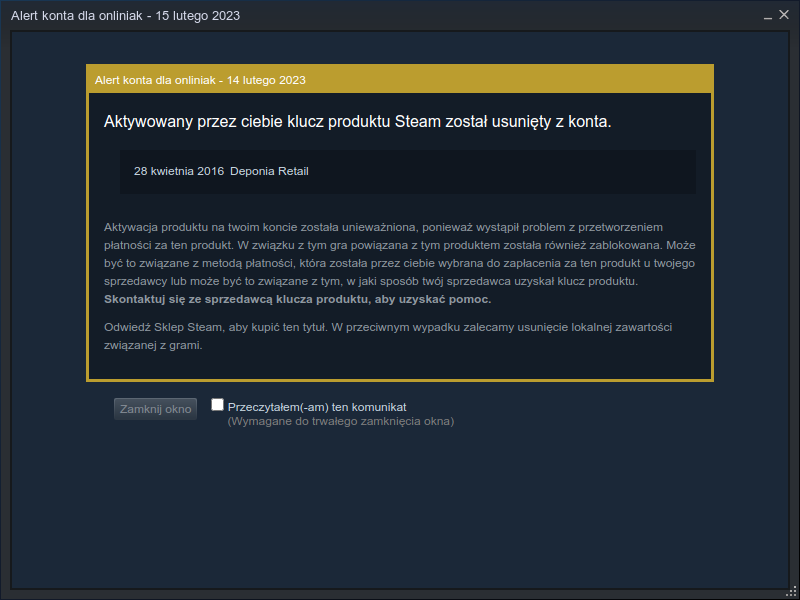 Alert konta dla onliniak - 15 lutego 2023
Alert konta dla onliniak - 14 lutego 2023
Aktywowany przez ciebie klucz produktu Steam został usunięty z konta.
28 kwietnia 2016 Deponia Retail
Aktywacja produktu na twoim koncie została unieważniona, ponieważ wystąpił problem z przetworzeniem
płatności za ten produkt. W związku z tym gra powiązana z tym produktem została również zablokowana. Może
być to związane z metodą płatności, która została przez ciebie wybrana do zapłacenia za ten produkt u twojego
sprzedawcy lub może być to związane z tym, w jaki sposób twój sprzedawca uzyskał klucz produktu.
Skontaktuj się ze sprzedawcą klucza produktu, aby uzyskać pomoc.
Odwiedź Sklep Steam, aby kupić ten tytuł. W przeciwnym wypadku zalecamy usunięcie lokalnej zawartości
związanej z grami.
Zamknij okno
Przeczytałem(-am) ten komunikat
(Wymagane do trwałego zamknięcia okna)